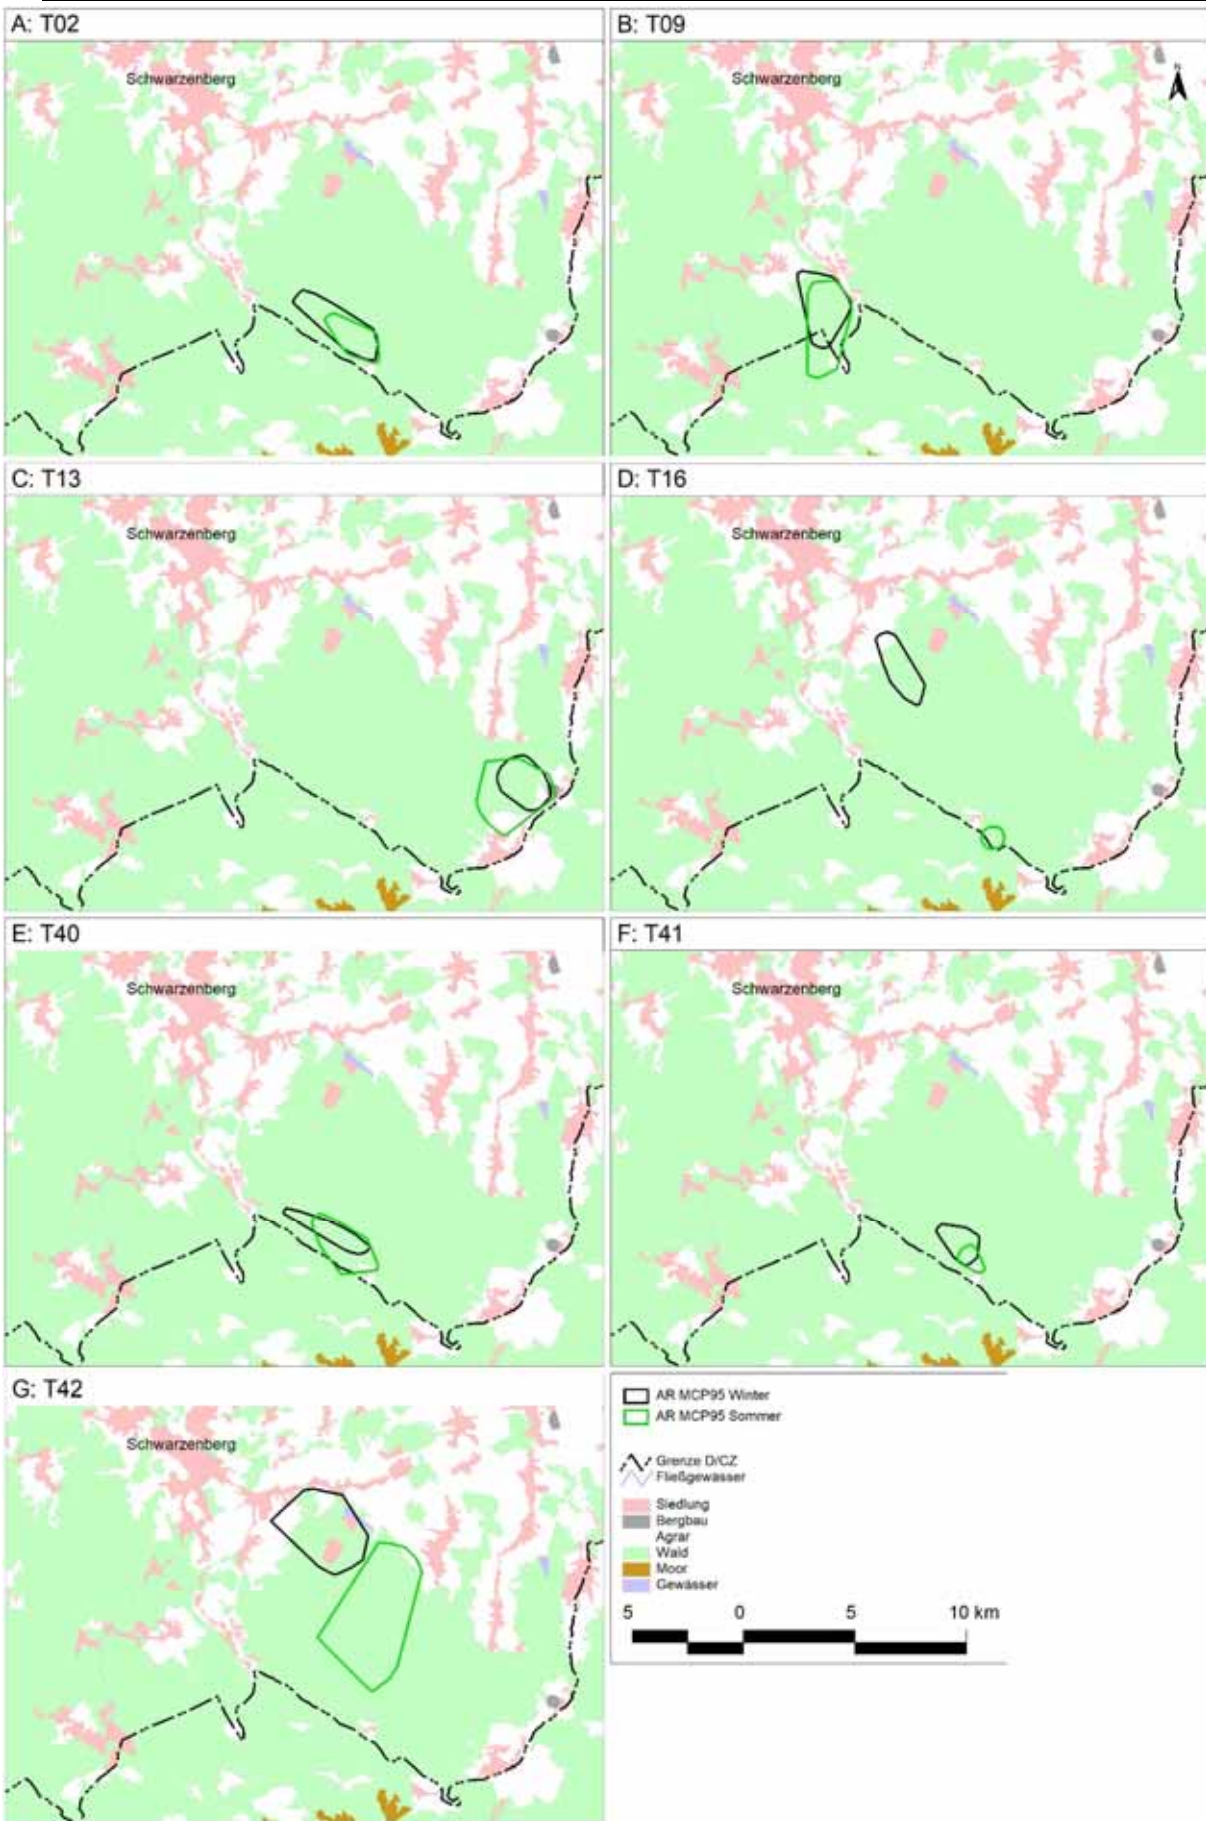 A: T02
Schwarzenberg
B: T09
Schwarzenberg
N
C: T13
Schwarzenberg
D: T16
Schwarzenberg
E: T40
Schwarzenberg
F: T41
Schwarzenberg
G: T42
Schwarzenberg
AR MCP95 Winter
AR MCP95 Sommer
Grenze D/CZ
Fließgewässer
Siedlung
Bergbau
Agrar
Wald
Moor
Gewässer
5 0 5 10 km